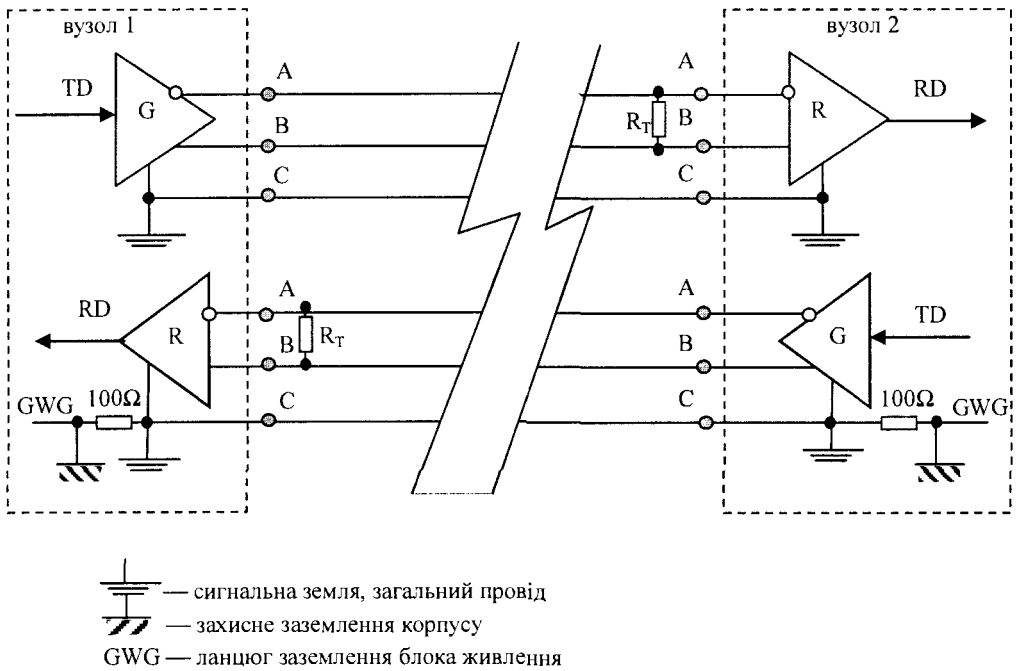 вузол 1
вузол 2
TD
G
A
B
C
A
R_T
B
C
R
RD
RD
R
A
B
R_T
C
GWG
100Ω
A
B
C
G
TD
100Ω
GWG
— сигнальна земля, загальний провід
— захисне заземлення корпусу
GWG — ланцюг заземлення блока живлення